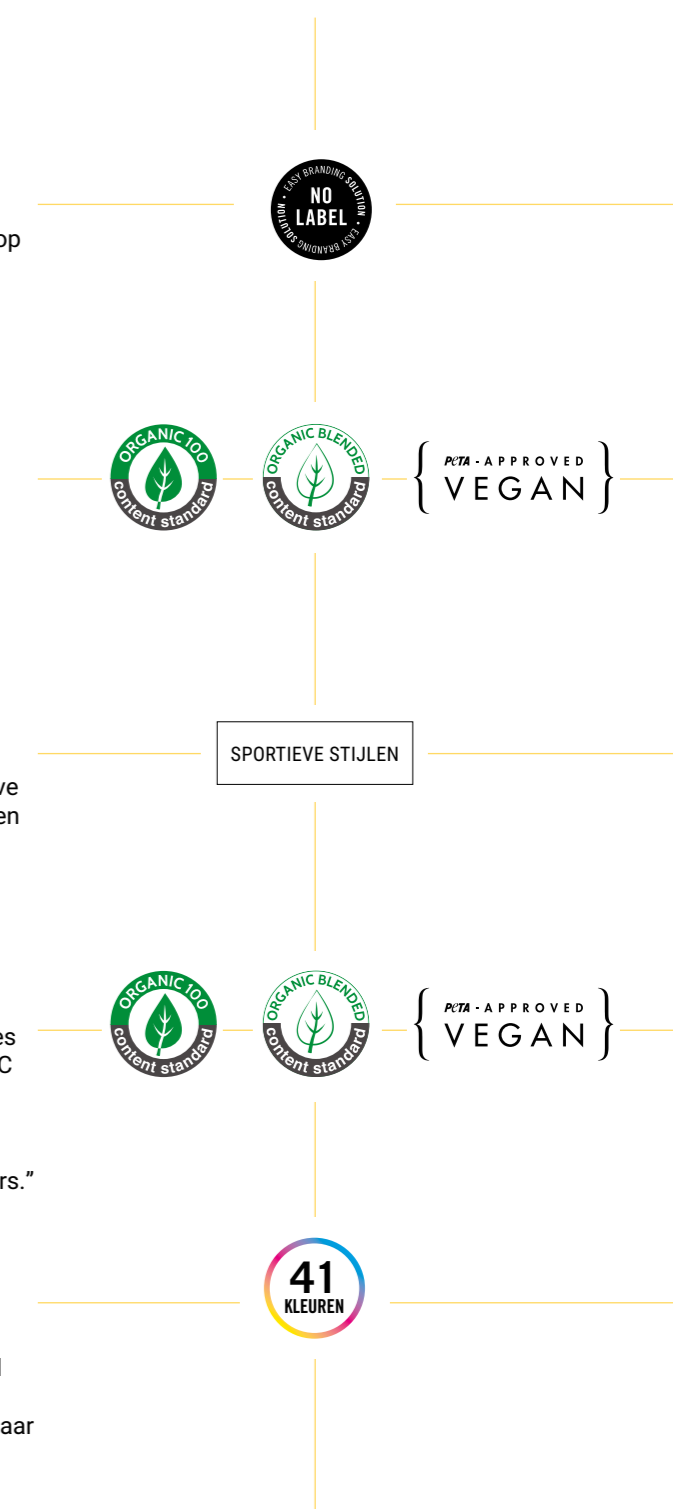 • EASY BRANDING SOLUTION • EASY BRANDING SOLUTION
NO
LABEL
op
ORGANIC 100
content standard
ORGANIC BLENDED
content standard
PETA - APPROVED
VEGAN
SPORTIEVE STIJLEN
ve
en
ORGANIC 100
content standard
ORGANIC BLENDED
content standard
PETA - APPROVED
VEGAN
es
C
rs.”
41
KLEUREN
aar